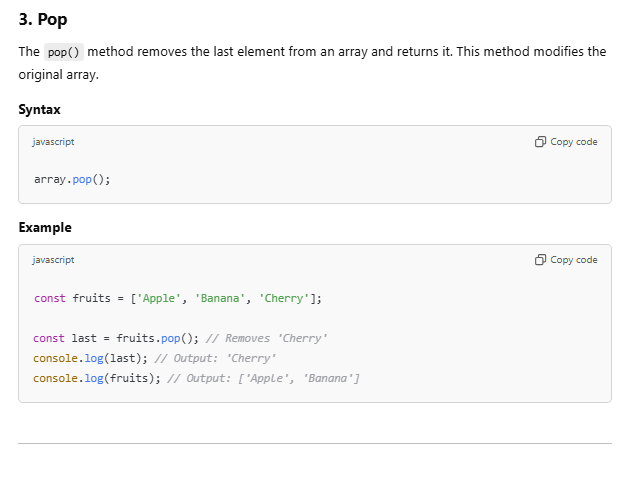 3. Pop
The pop() method removes the last element from an array and returns it. This method modifies the
original array.
Syntax
javascript
Copy code
array.pop();
Example
javascript
Copy code
const fruits = ['Apple', 'Banana', 'Cherry'];
const last = fruits.pop(); // Removes 'Cherry'
console.log(last); // Output: 'Cherry'
console.log(fruits); // Output: ['Apple', 'Banana']